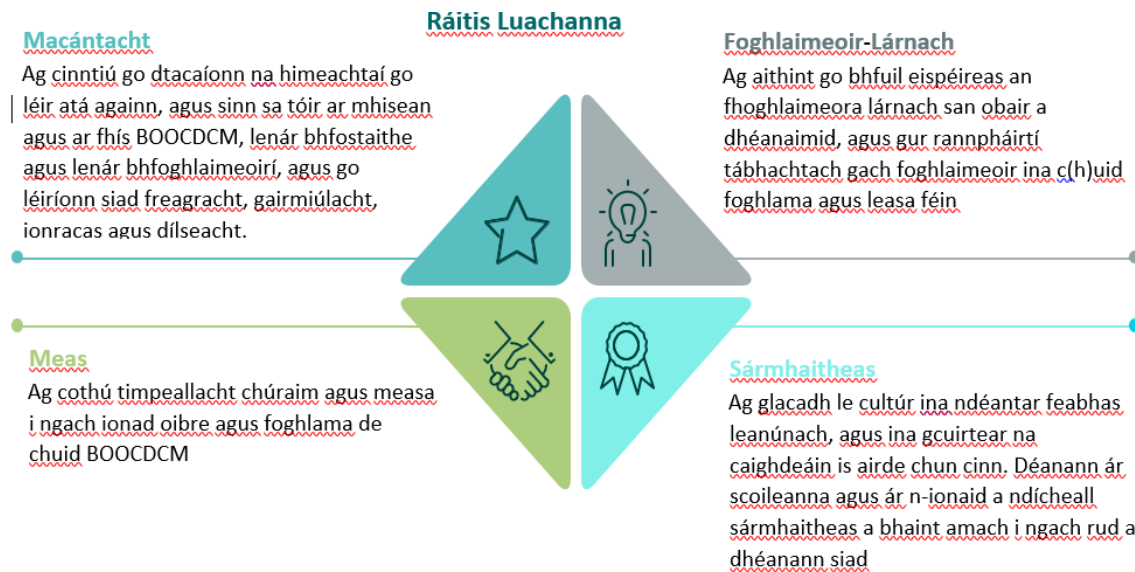 Ráitis Luachanna
Macántacht
Ag cinntiú go dtacaíonn na himeachtaí go
léir atá againn, agus sinn sa tóir ar mhisean
agus ar fhís BOOCDCM, lenár bhfostaithe
agus lenár bhfoghlaimeoirí, agus go
léiríonn siad freagracht, gairmiúlacht,
ionracas agus dílseacht.
Foghlaimeoir-Lárnach
Ag aithint go bhfuil eispéireas an
fhoghlaimeora lárnach san obair a
dhéanaimid, agus gur rannpháirtí
tábhachtach gach foghlaimeoir ina c(h)uid
foghlama agus leasa féin
Meas
Ag cothú timpeallacht chúraim agus measa
i ngach ionad oibre agus foghlama de
chuid BOOCDCM
Sármhaitheas
Ag glacadh le cultúr ina ndéantar feabhas
leanúnach, agus ina gcuirtear na
caighdeáin is airde chun cinn. Déanann ár
scoileanna agus ár n-ionaid a ndícheall
sármhaitheas a bhaint amach i ngach rud a
dhéanann siad